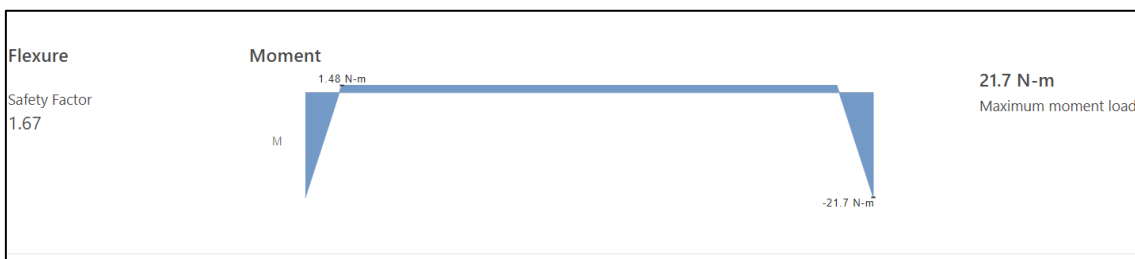 Flexure
Safety Factor
1.67
Moment
1.48 N-m
M
-21.7 N-m
21.7 N-m
Maximum moment load